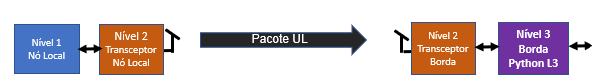 Nível 1
Nó Local
Nível 2
Transceptor
Nó Local
Pacote UL
Nível 2
Transceptor
Borda
Nível 3
Borda
Python L3